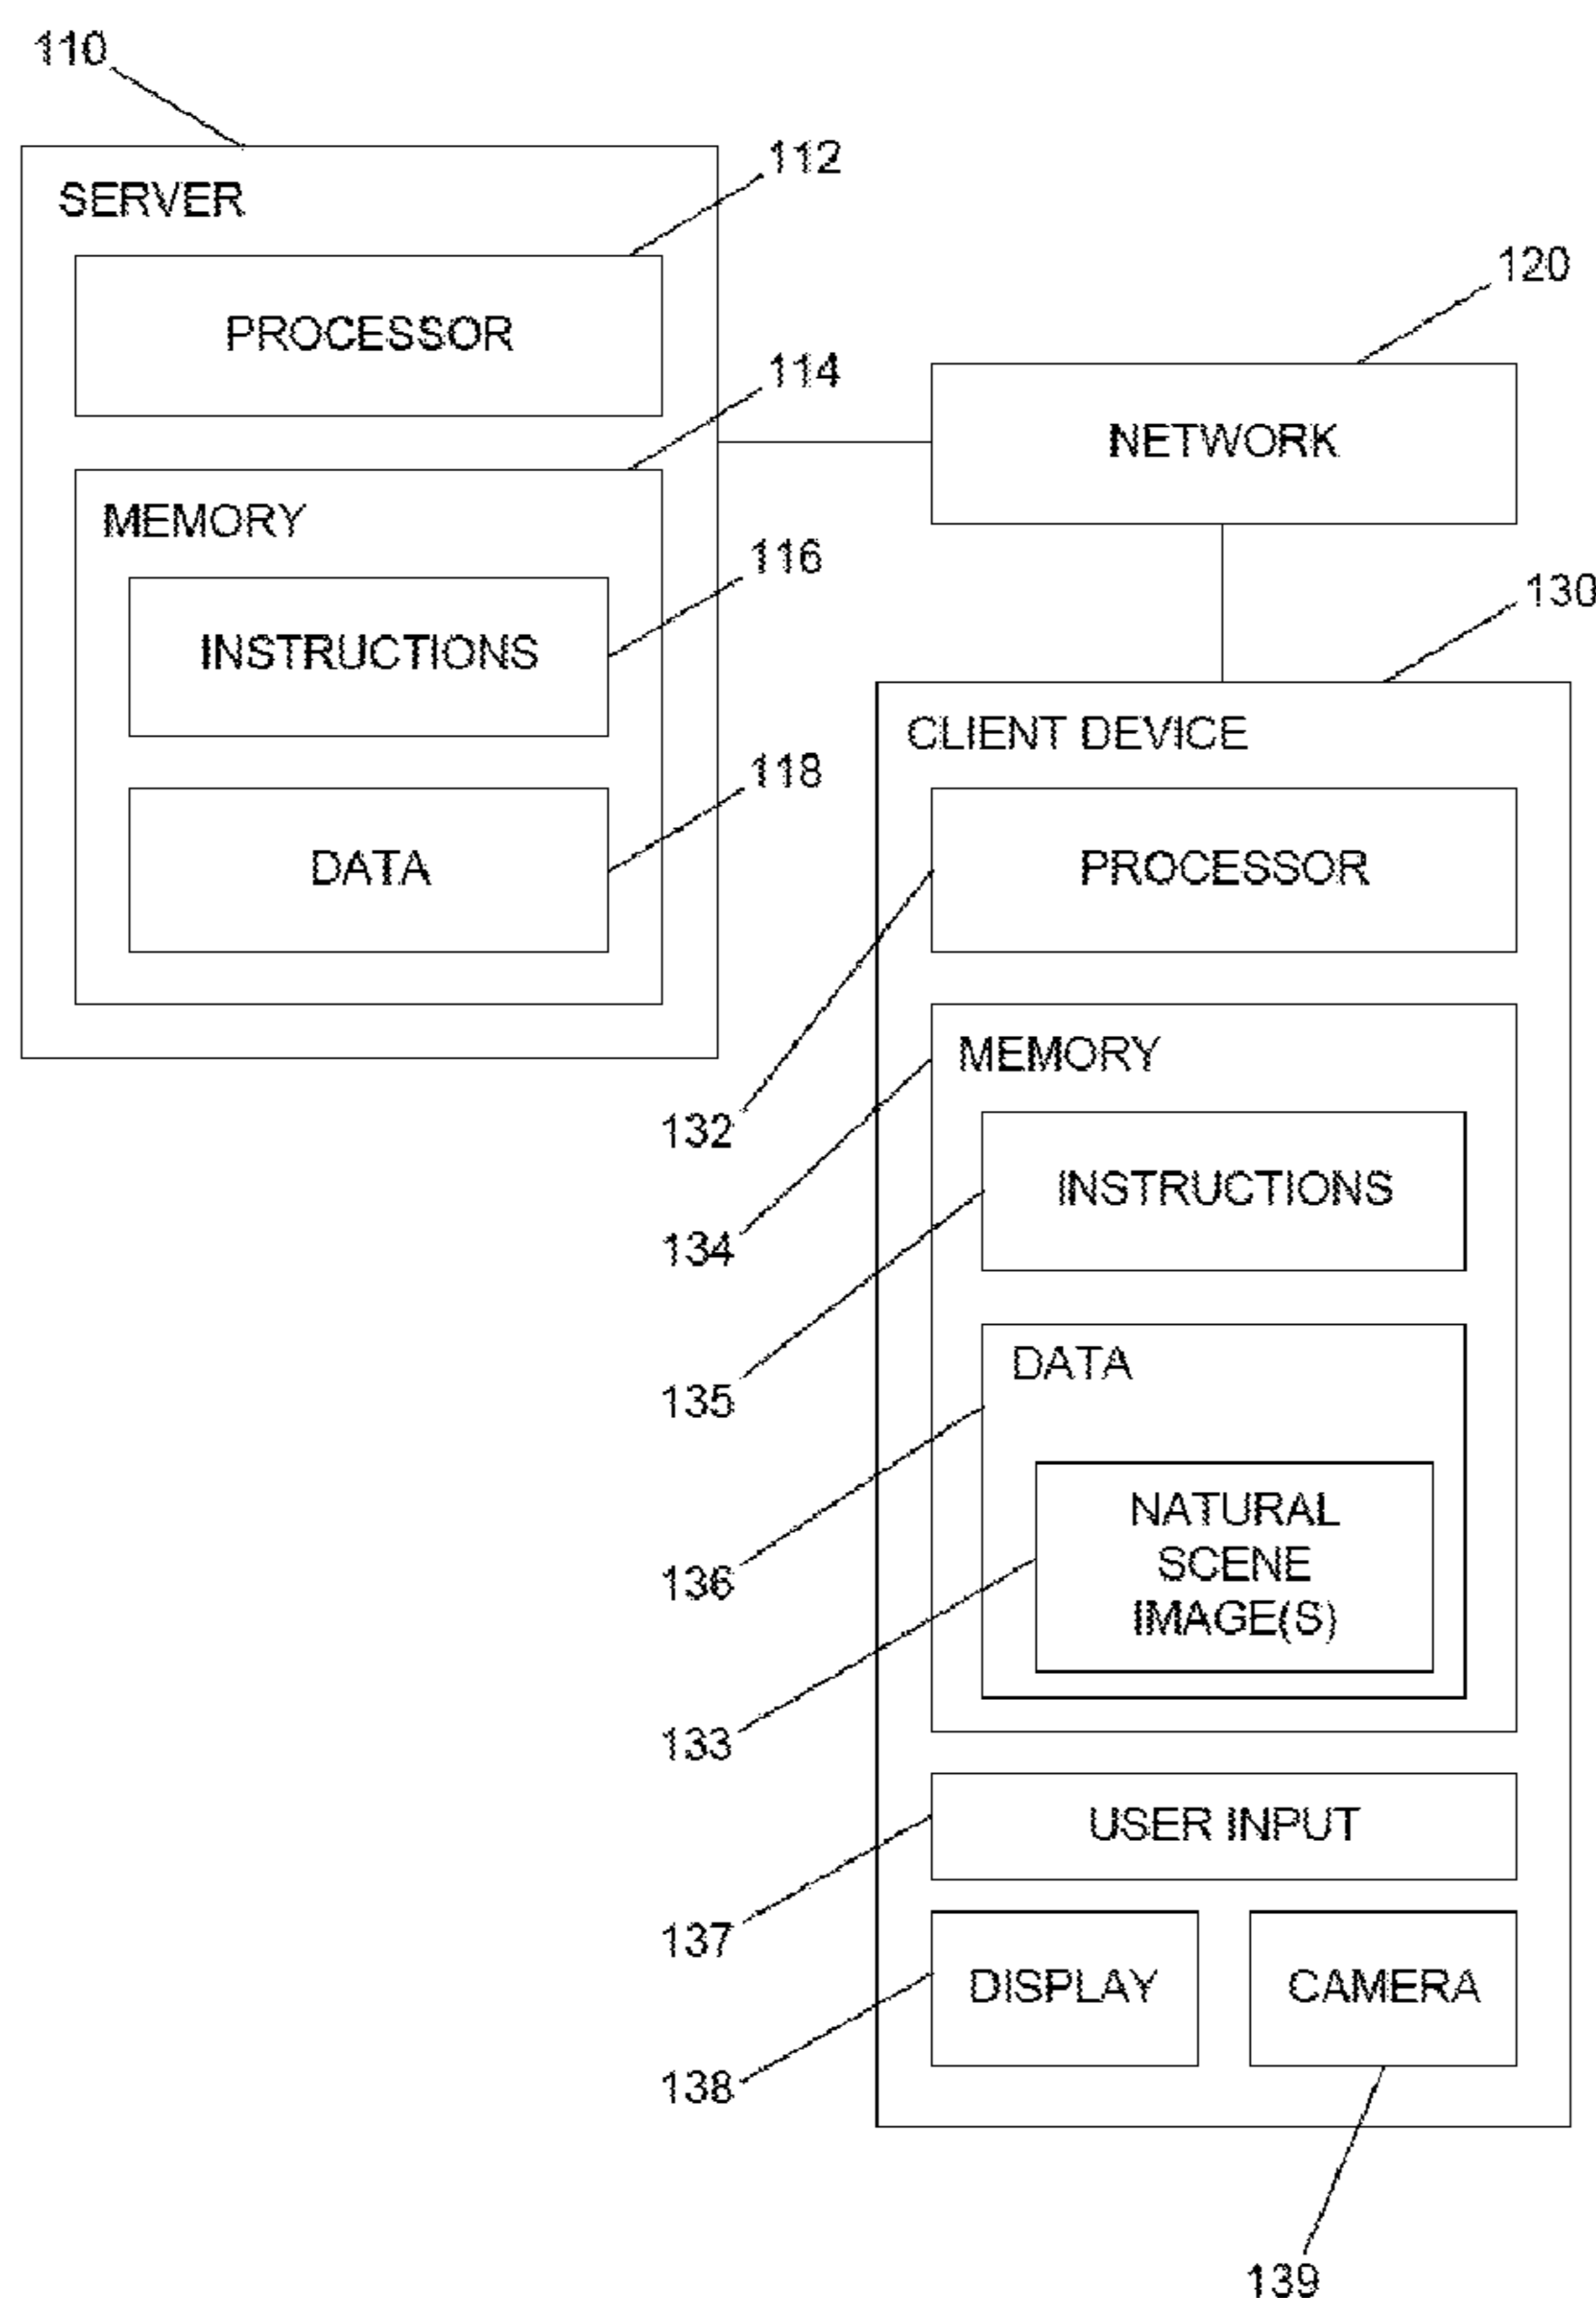 110
SERVER
112
PROCESSOR
120
114
NETWORK
MEMORY
116
INSTRUCTIONS
130
CLIENT DEVICE
118
DATA
PROCESSOR
132
MEMORY
134
INSTRUCTIONS
135
DATA
136
NATURAL
SCENE
IMAGE(S)
133
USER INPUT
137
DISPLAY
CAMERA
138
139